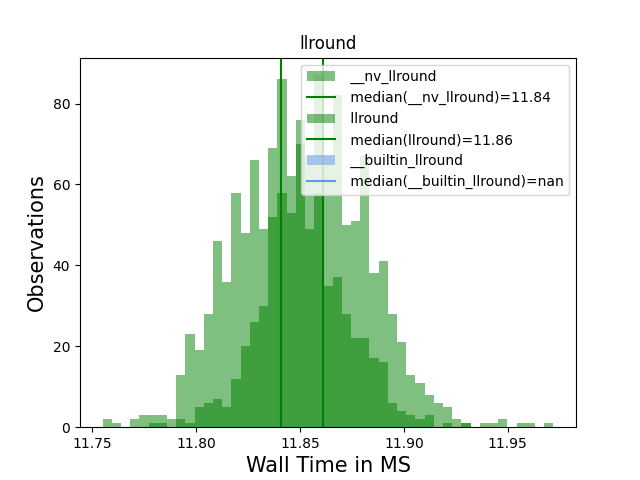 llround
__nv_llround
median(__nv_llround)=11.84
llround
median(llround)=11.86
__builtin_llround
median(__builtin_llround)=nan
Observations
80
60
40
20
0
11.75 11.80 11.85 11.90 11.95
Wall Time in MS